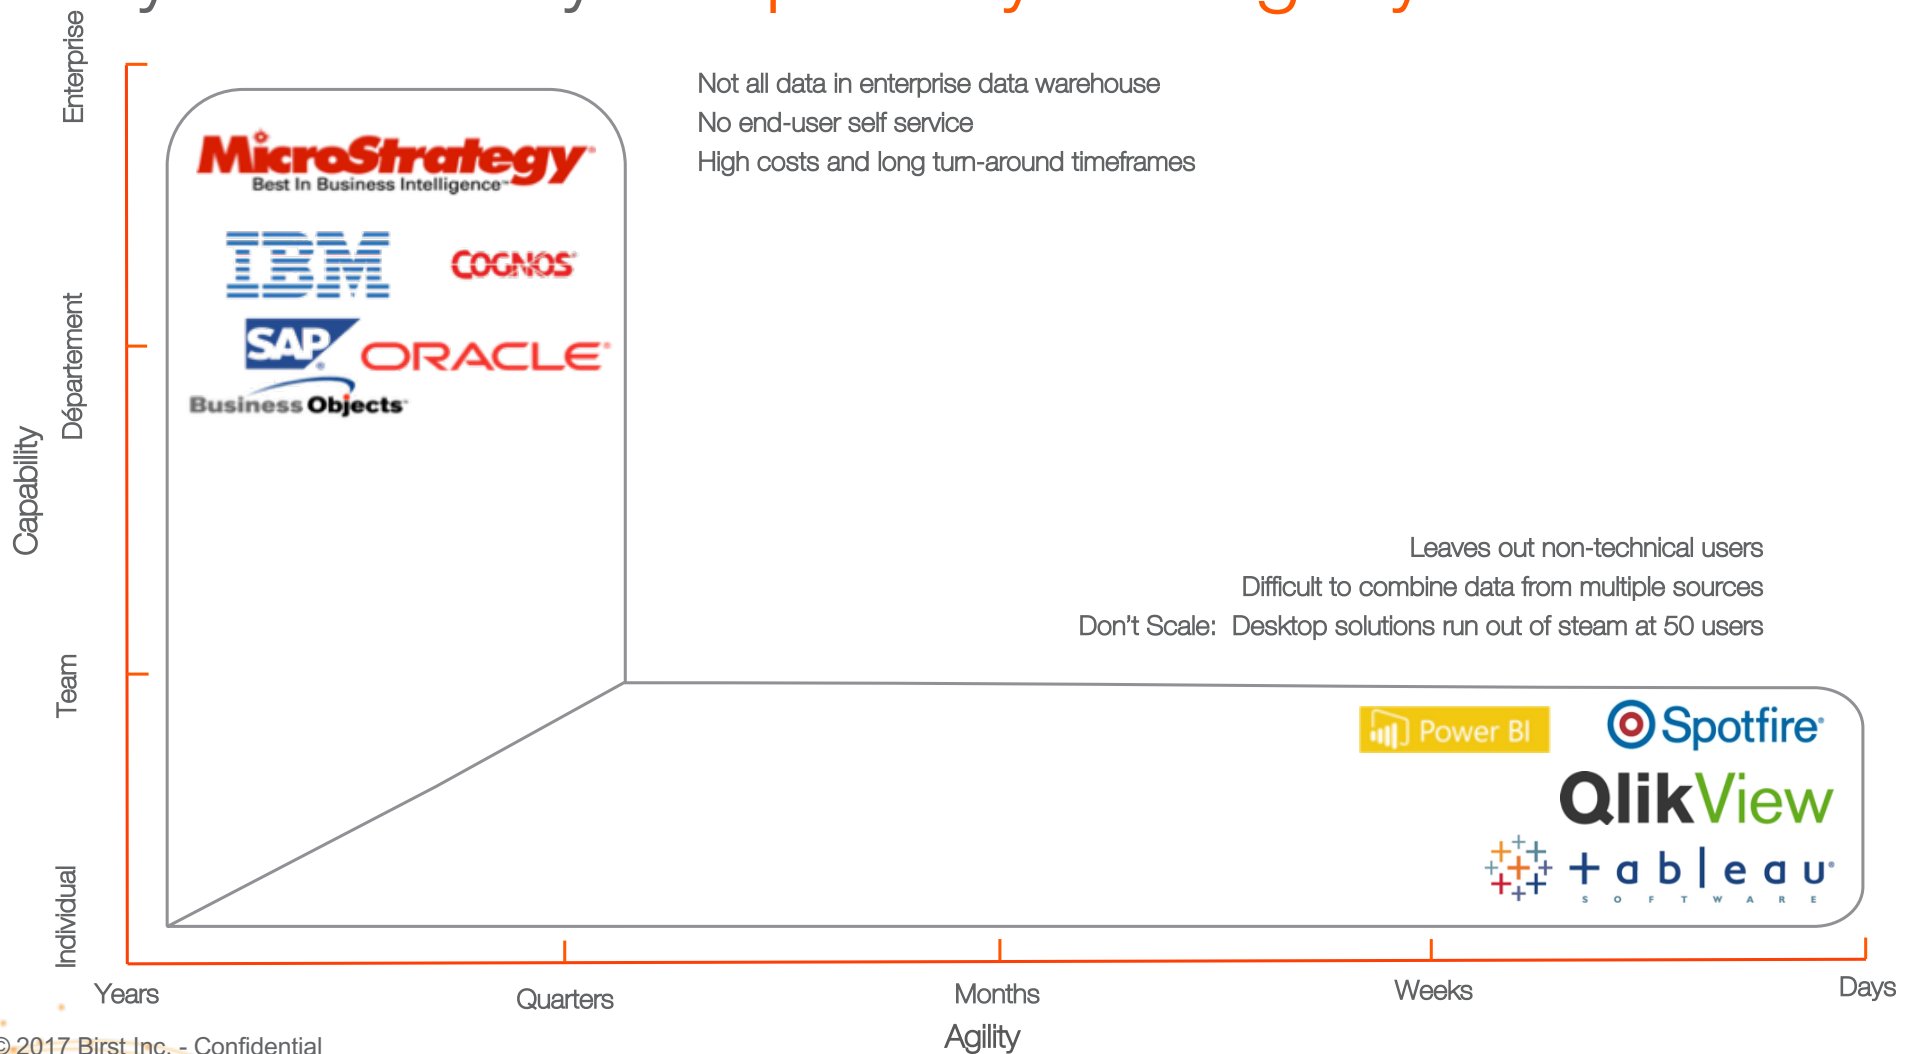 Enterprise
Not all data in enterprise data warehouse
No end-user self service
High costs and long turn-around timeframes
MicroStrategy
Best In Business Intelligence
IBM
COGNOS
SAP
ORACLE
Business Objects
Département
Capability
Leaves out non-technical users
Difficult to combine data from multiple sources
Don't Scale: Desktop solutions run out of steam at 50 users
Team
Power BI
Spotfire
QlikView
+ableau
SOFTWARE
Individual
Years
Quarters
Months
Weeks
Days
Agility
© 2017 Birst Inc. - Confidential